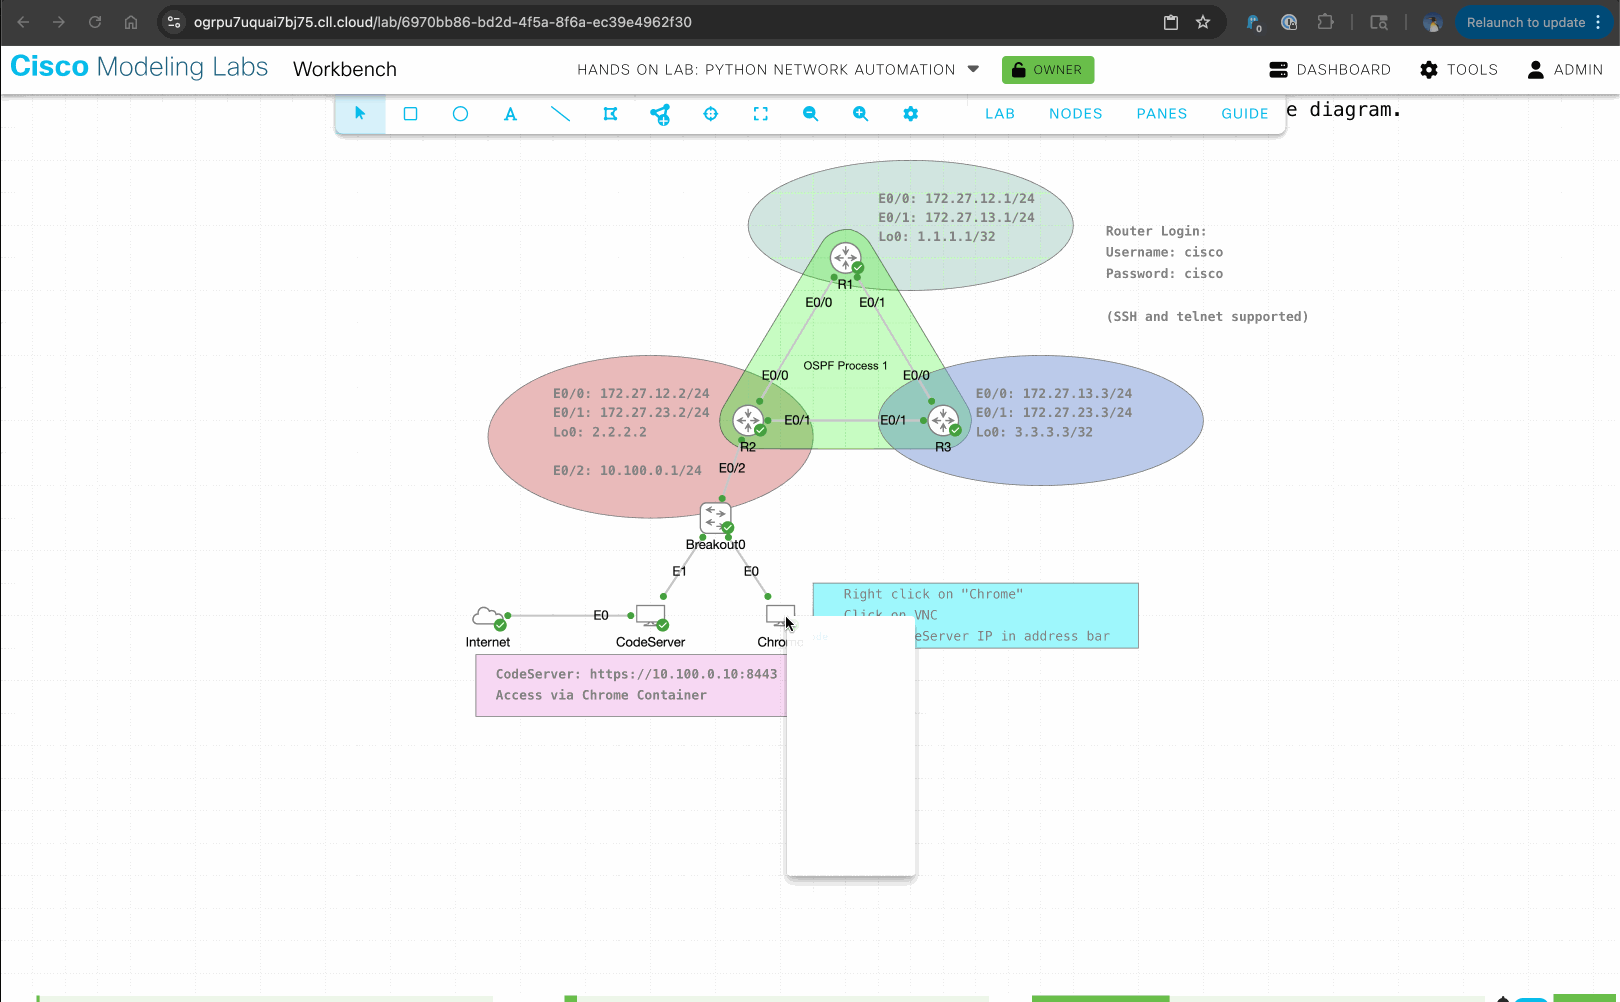 ogrpu7uquai7bj75.cll.cloud/lab/6970bb86-bd2d-4f5a-8f6a-ec39e4962f30
Relaunch to update
Cisco Modeling Labs Workbench
HANDS ON LAB: PYTHON NETWORK AUTOMATION
OWNER
DASHBOARD
TOOLS
ADMIN
A
LAB
NODES
PANES
GUIDE
e diagram.
E0/0: 172.27.12.1/24
E0/1: 172.27.13.1/24
Lo0: 1.1.1.1/32
Router Login:
Username: cisco
Password: cisco
(SSH and telnet supported)
R1
E0/0
E0/1
OSPF Process 1
E0/0
E0/0
E0/0: 172.27.12.2/24
E0/1: 172.27.23.2/24
Lo0: 2.2.2.2
E0/2: 10.100.0.1/24
E0/1
E0/1
R2
R3
E0/0: 172.27.13.3/24
E0/1: 172.27.23.3/24
Lo0: 3.3.3.3/32
E0/2
Breakout0
E1
E0
Right click on "Chrome"
Click on VNC
eServer IP in address bar
E0
Internet
CodeServer
Chro
CodeServer: https://10.100.0.10:8443
Access via Chrome Container